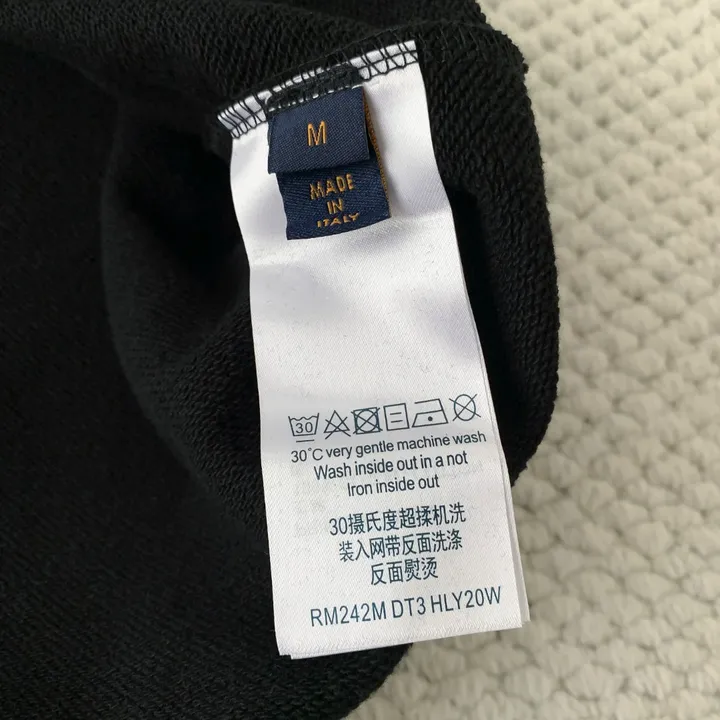 M
MADE
IN
ITALY
30
30°C very gentle machine wash
Wash inside out in a not
Iron inside out
30摄氏度超揉机洗
装入网带反面洗涤
反面熨烫
RM242M DT3 HLY20W